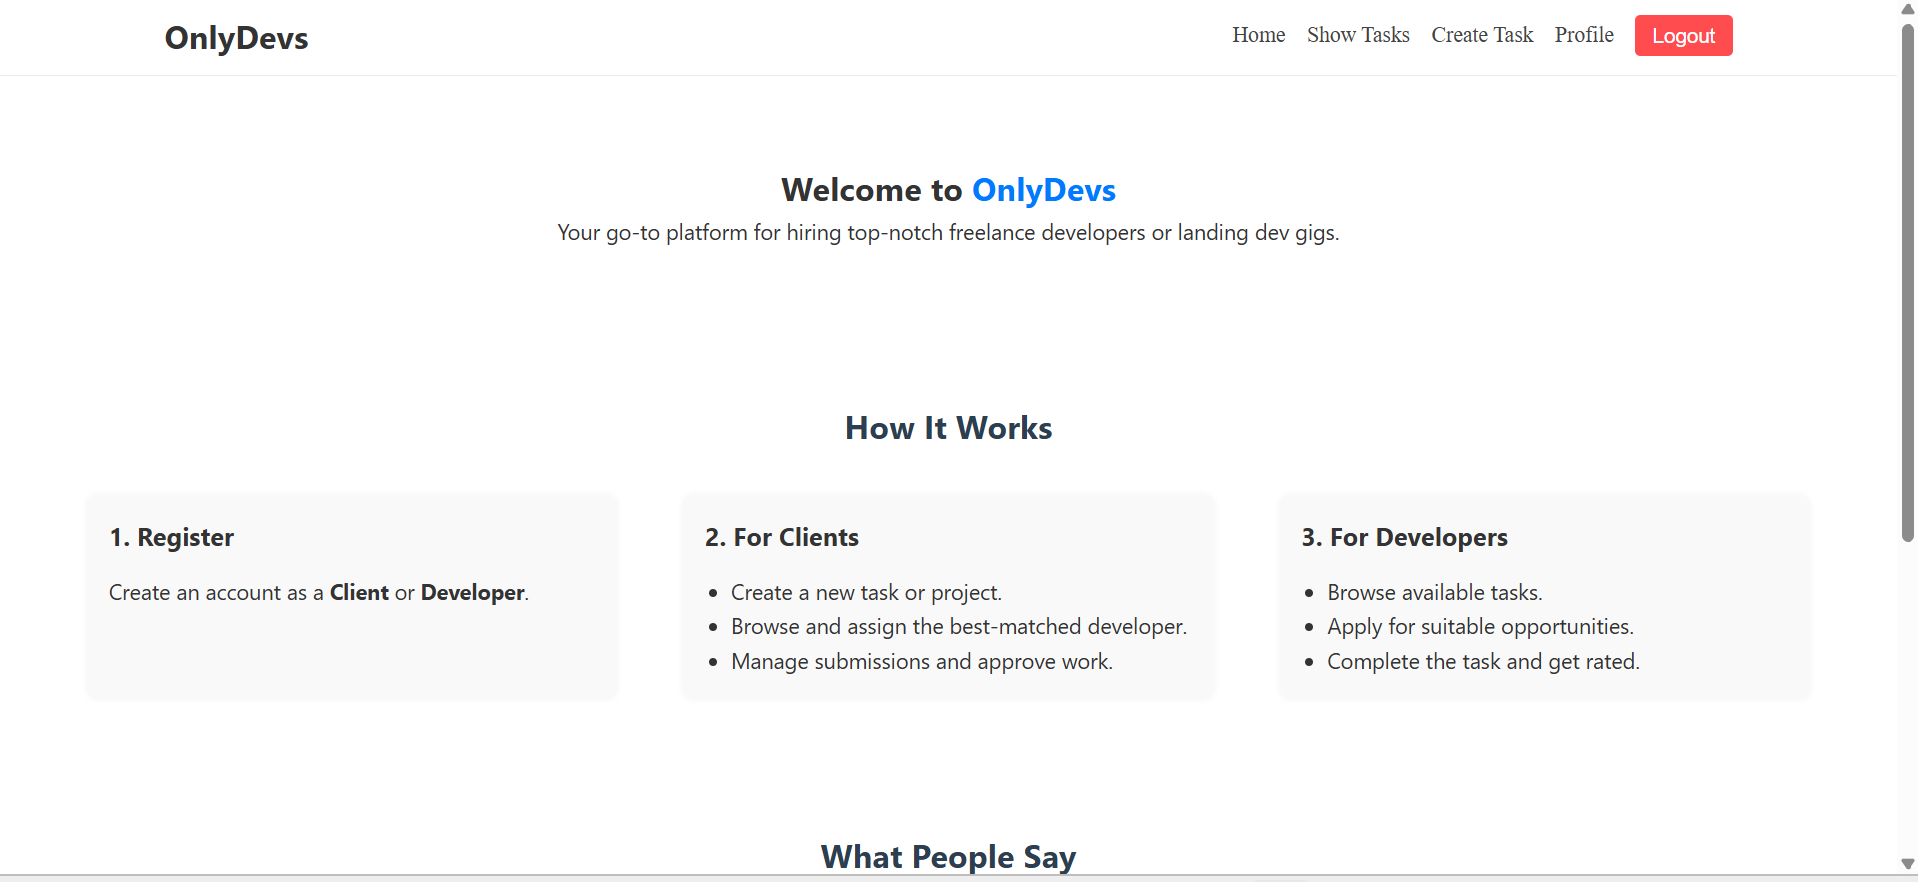 OnlyDevs
Home Show Tasks Create Task Profile Logout
Welcome to OnlyDevs
Your go-to platform for hiring top-notch freelance developers or landing dev gigs.
How It Works
1. Register
Create an account as a Client or Developer.
2. For Clients
Create a new task or project.
Browse and assign the best-matched developer.
Manage submissions and approve work.
3. For Developers
Browse available tasks.
Apply for suitable opportunities.
Complete the task and get rated.
What People Say